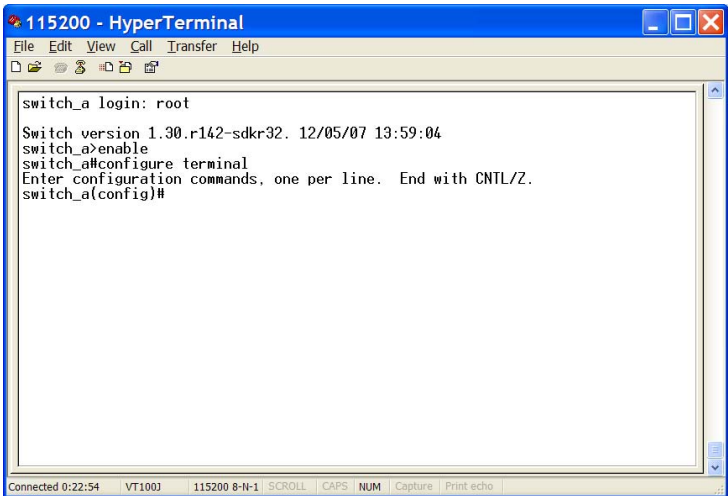 115200 - HyperTerminal
File Edit View Call Transfer Help
switch_a login: root
Switch version 1.30.r142-sdkr32. 12/05/07 13:59:04
switch_a>enable
switch_a#configure terminal
Enter configuration commands, one per line.  End with CNTL/Z.
switch_a(config)#
Connected 0:22:54 VT100J 115200 8-N-1 SCROLL CAPS NUM Capture Print echo